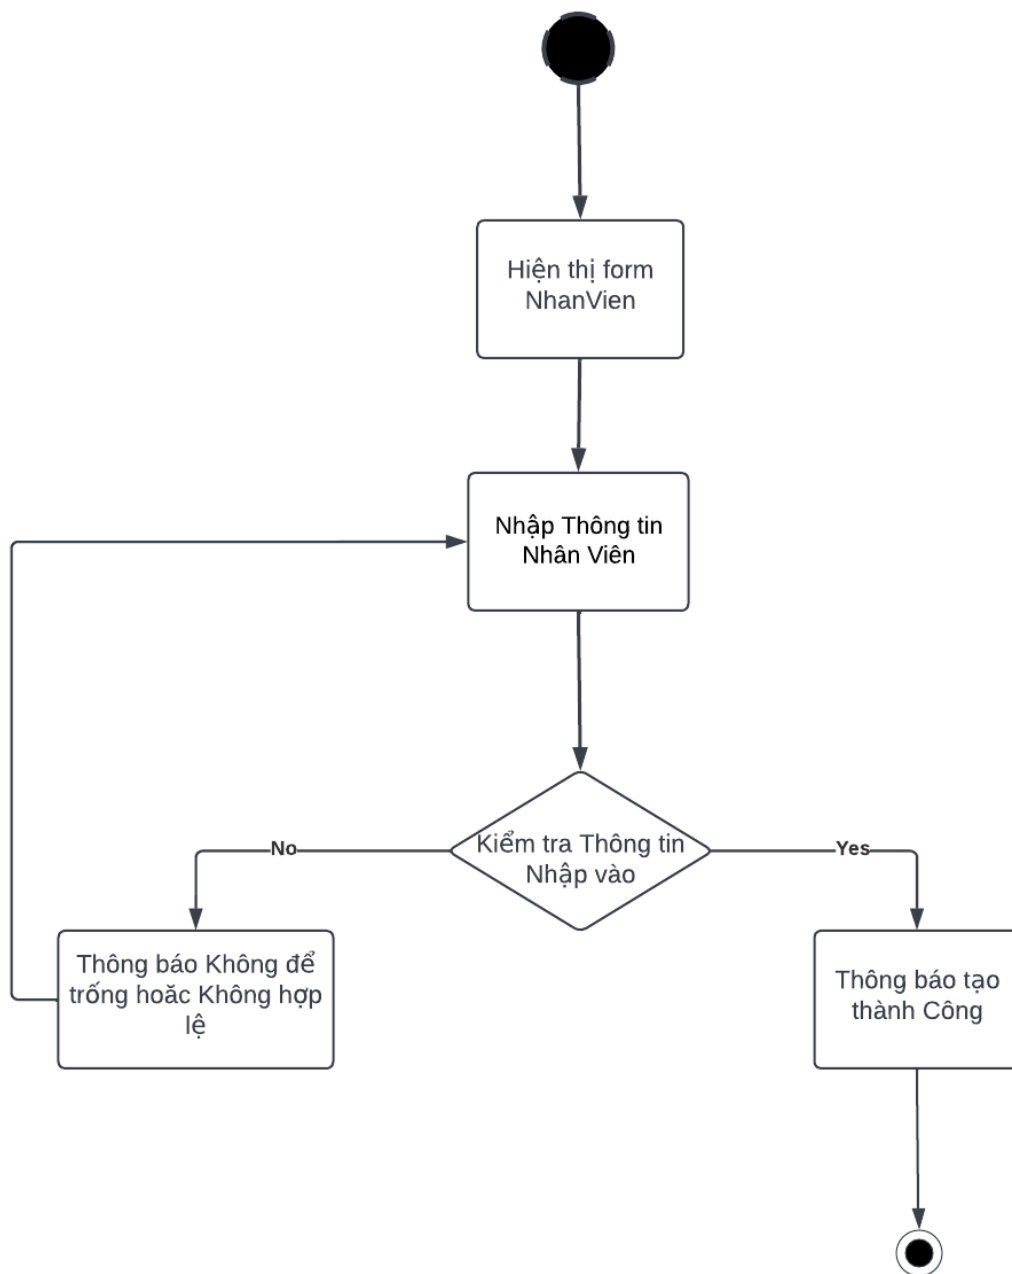 Hiện thị form
NhanVien
Nhập Thông tin
Nhân Viên
Kiểm tra Thông tin
Nhập vào
No
Yes
Thông báo Không để
trống hoăc Không hợp
lệ
Thông báo tạo
thành Công